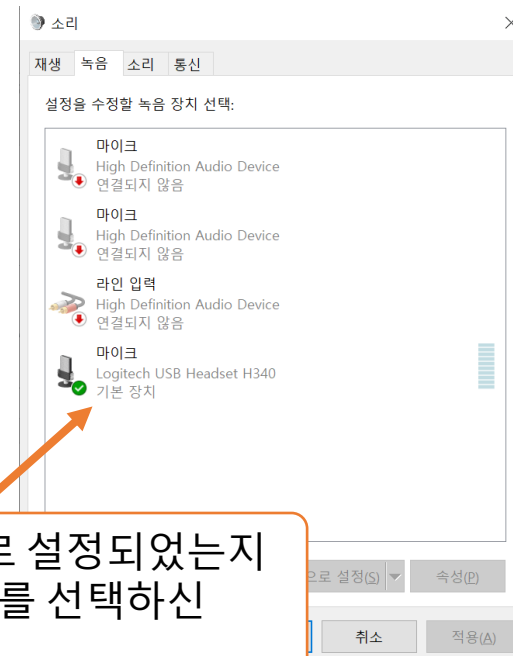 소리
재생 녹음 소리 통신
설정을 수정할 녹음 장치 선택:
마이크
High Definition Audio Device
연결되지 않음
마이크
High Definition Audio Device
연결되지 않음
라인 입력
High Definition Audio Device
연결되지 않음
마이크
Logitech USB Headset H340
기본 장치
로 설정되었는지
를 선택하신
으로 설정(S) 속성(P)
취소 적용(A)